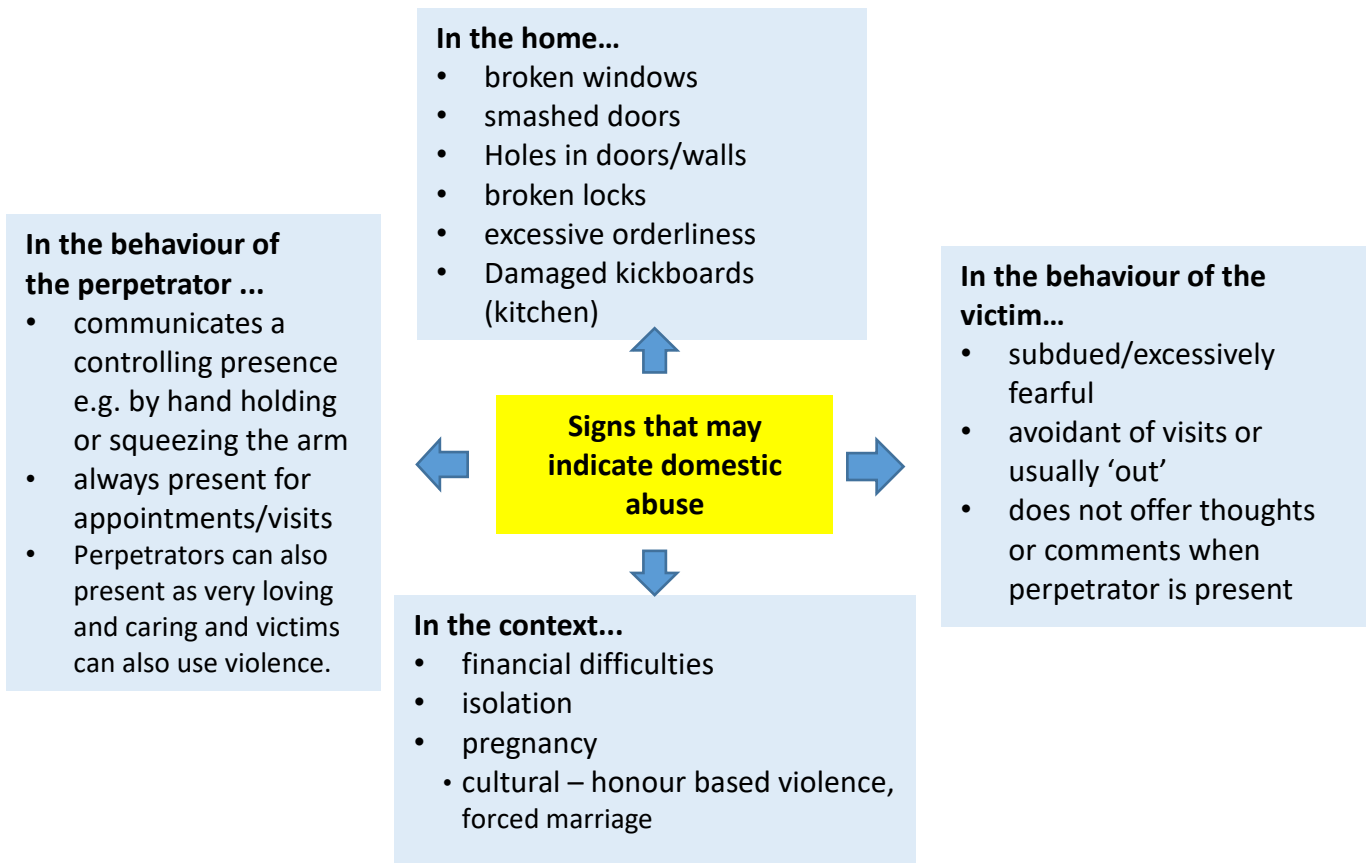 In the home…
• broken windows
• smashed doors
• Holes in doors/walls
• broken locks
• excessive orderliness
• Damaged kickboards
(kitchen)
In the behaviour of
the perpetrator ...
• communicates a
controlling presence
e.g. by hand holding
or squeezing the arm
• always present for
appointments/visits
• Perpetrators can also
present as very loving
and caring and victims
can also use violence.
Signs that may
indicate domestic
abuse
In the behaviour of the
victim…
• subdued/excessively
fearful
• avoidant of visits or
usually ‘out’
• does not offer thoughts
or comments when
perpetrator is present
In the context...
• financial difficulties
• isolation
• pregnancy
• cultural – honour based violence,
forced marriage